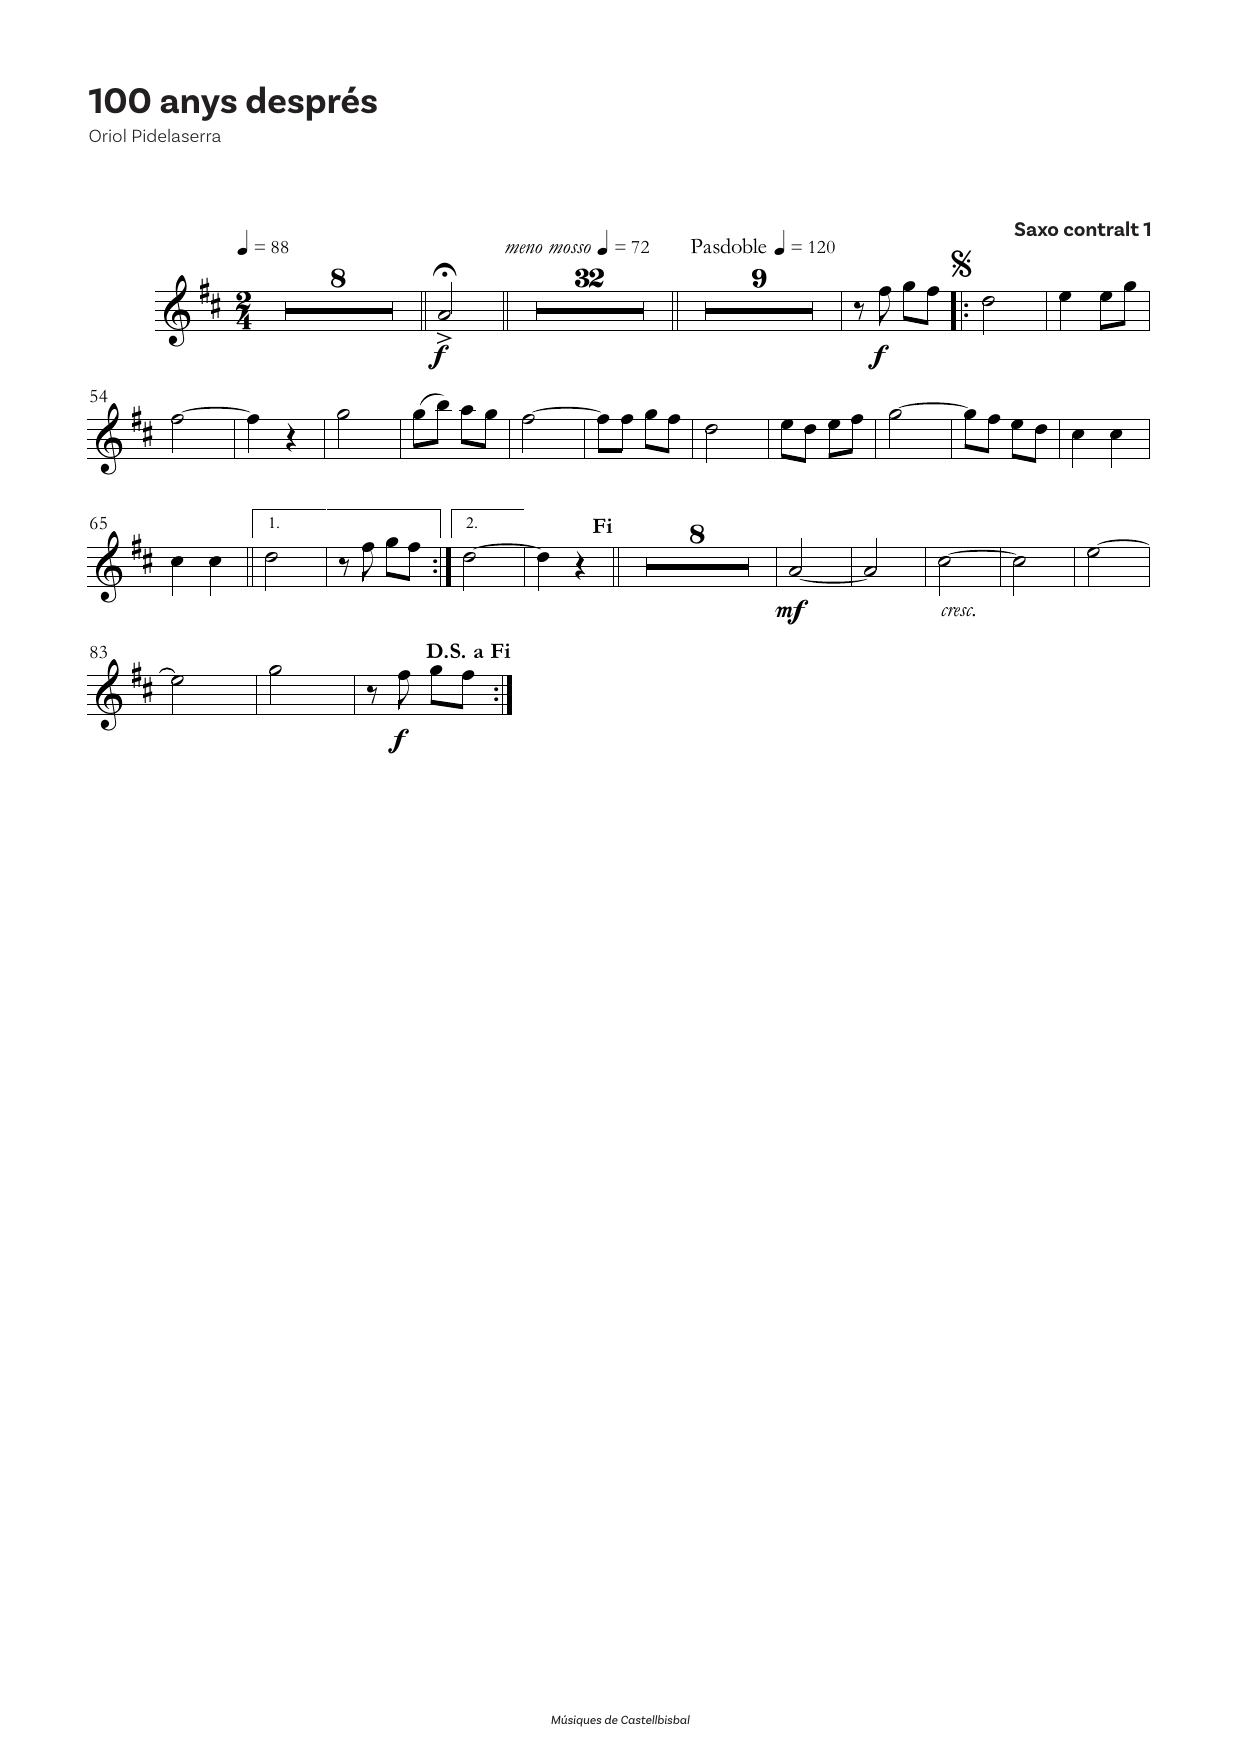 100 anys després
Oriol Pidelaserra
Saxo contralt 1
= 88
meno mosso = 72
Pasdoble = 120
8
32
9
2
4
f
f
54
65
1.
2.
Fi
8
mf
cresc.
83
D.S. a Fi
f
Músiques de Castellbisbal